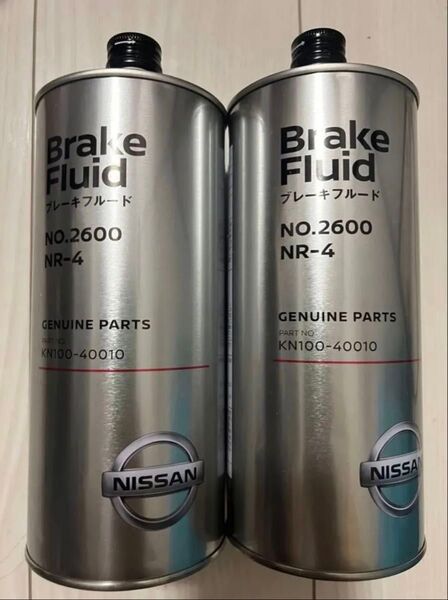 Brake
Fluid
ブレーキフルード
NO.2600
NR-4
GENUINE PARTS
PART NO.
KN100-40010
NISSAN
Brake
Fluid
ブレーキフルード
NO.2600
NR-4
GENUINE PARTS
PART NO.
KN100-40010
NISSAN